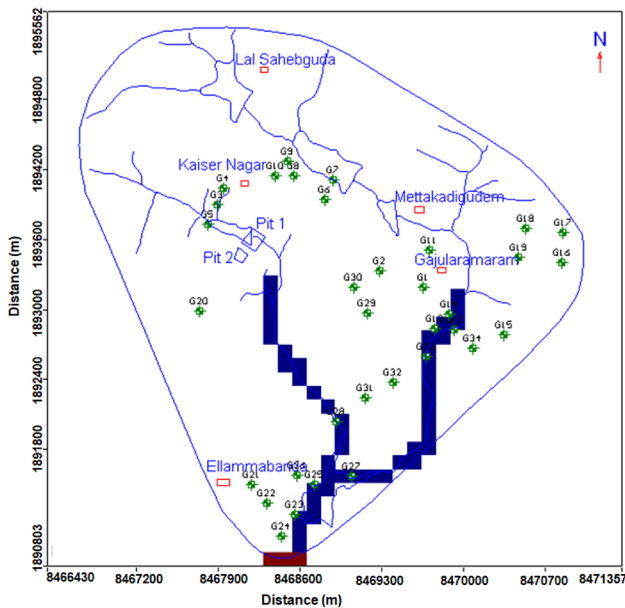 1895562
1894800
1894200
1893600
1893000
1892400
1891800
1890803
Distance (m)
N
Lal Sahebguda
G9
G10
G8
G7
Kaiser Nagar
G4
G3
G6
G5
Mettakadigudem
Pit 1
Pit 2
G18
G17
G11
G19
G16
G2
Gajularamaram
G30
G1
G20
G29
G15
G34
G32
G31
G28
Ellammabanda
G27
G21
G25
G22
G23
G24
8466430
8467200
8467900
8468600
8469300
8470000
8470700
8471357
Distance (m)